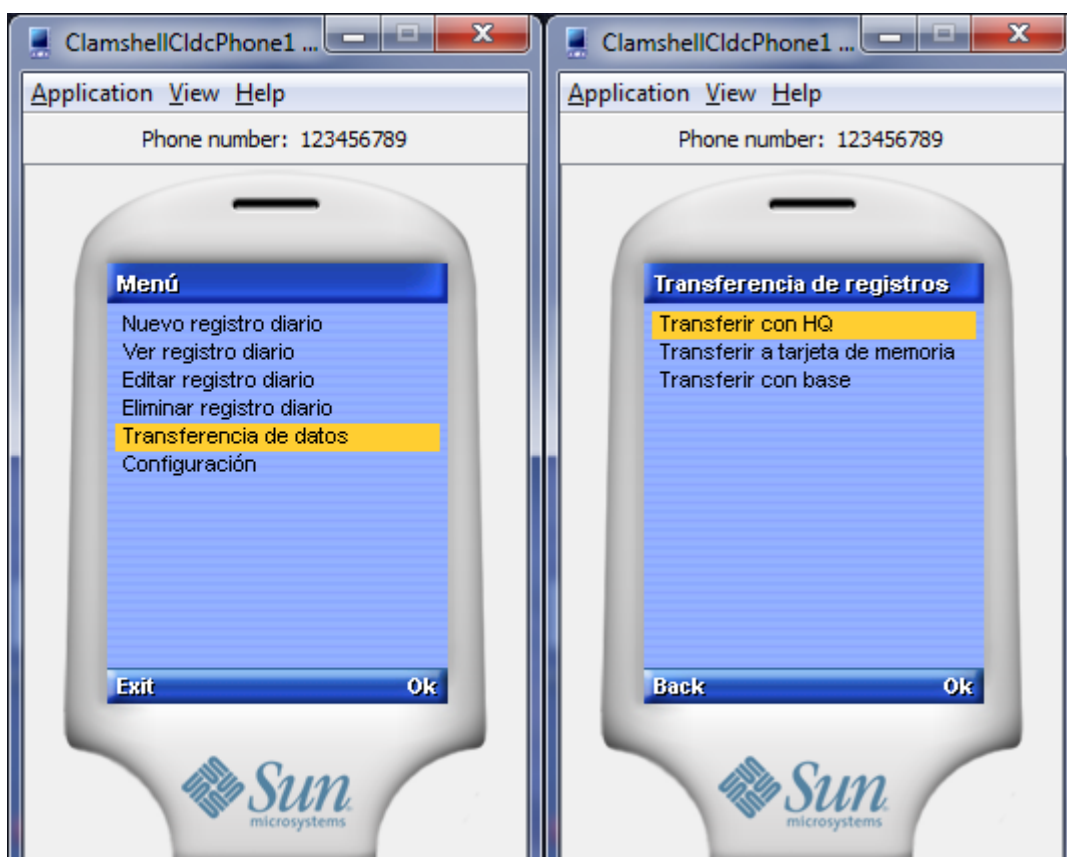 ClamshellCldcPhone1 ...
Application View Help
Phone number: 123456789
Menú
Nuevo registro diario
Ver registro diario
Editar registro diario
Eliminar registro diario
Transferencia de datos
Configuración
Exit Ok
Sun
microsystems
ClamshellCldcPhone1 ...
Application View Help
Phone number: 123456789
Transferencia de registros
Transferir con HQ
Transferir a tarjeta de memoria
Transferir con base
Back Ok
Sun
microsystems